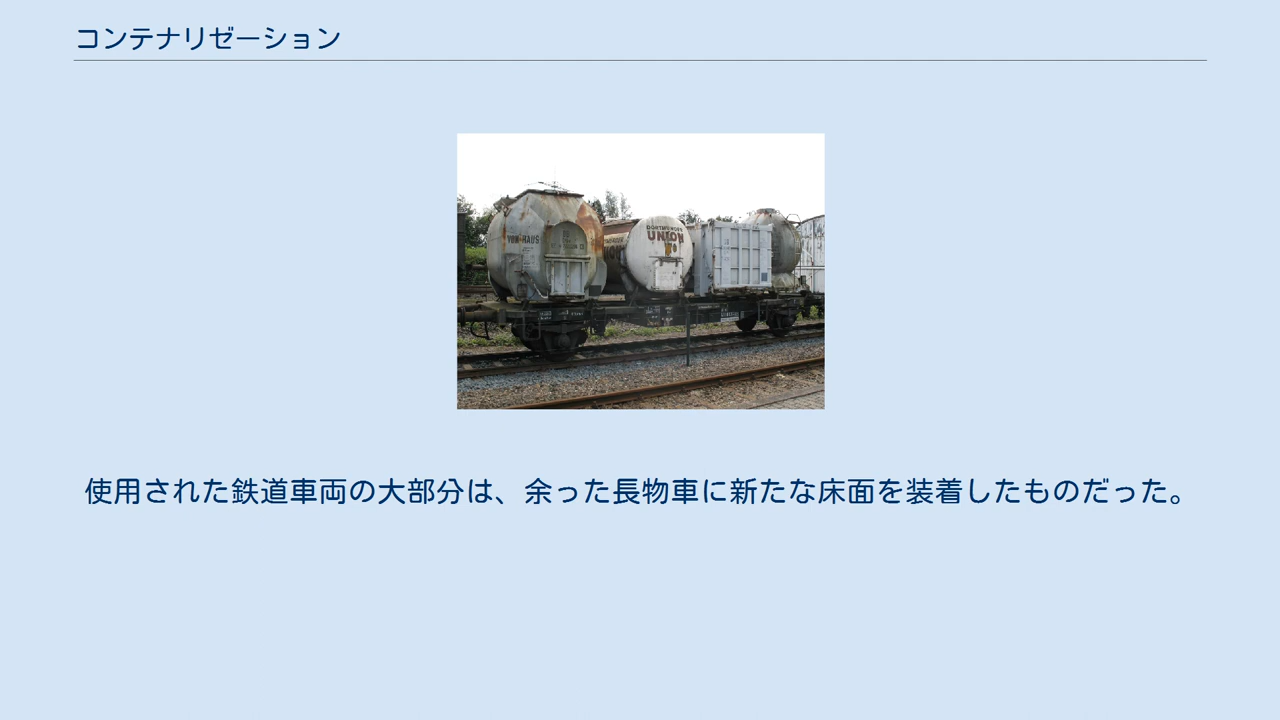 コンテナリゼーション
DORTMUNDER
UNION
使用された鉄道車両の大部分は、余った長物車に新たな床面を装着したものだった。